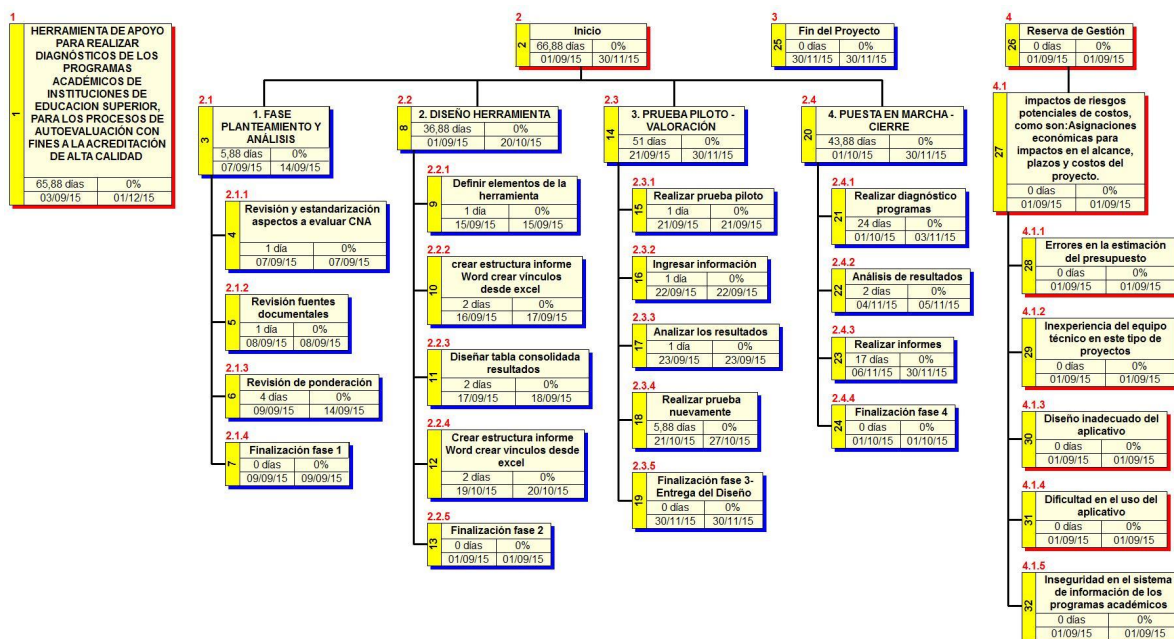 1
1
HERRAMIENTA DE APOYO
PARA REALIZAR
DIAGNÓSTICOS DE LOS
PROGRAMAS
ACADÉMICOS DE
INSTITUCIONES DE
EDUCACION SUPERIOR,
PARA LOS PROCESOS DE
AUTOEVALUACIÓN CON
FINES A LA ACREDITACIÓN
DE ALTA CALIDAD
65,88 días 0%
03/09/15 01/12/15
2
2
Inicio
66,88 días 0%
01/09/15 30/11/15
3
25
Fin del Proyecto
0 días 0%
30/11/15 30/11/15
4
26
Reserva de Gestión
0 días 0%
01/09/15 01/09/15
2.1
3
1. FASE
PLANTEAMIENTO Y
ANÁLISIS
5,88 días 0%
07/09/15 14/09/15
2.1.1
4
Revisión y estandarización
aspectos a evaluar CNA
1 día 0%
07/09/15 07/09/15
2.1.2
5
Revisión fuentes
documentales
1 día 0%
08/09/15 08/09/15
2.1.3
6
Revisión de ponderación
4 días 0%
09/09/15 14/09/15
2.1.4
7
Finalización fase 1
0 días 0%
09/09/15 09/09/15
2.2
8
2. DISEÑO HERRAMIENTA
36,88 días 0%
01/09/15 20/10/15
2.2.1
9
Definir elementos de la
herramienta
1 día 0%
15/09/15 15/09/15
2.2.2
10
crear estructura informe
Word crear vínculos
desde excel
2 días 0%
16/09/15 17/09/15
2.2.3
11
Diseñar tabla consolidada
resultados
2 días 0%
17/09/15 18/09/15
2.2.4
12
Crear estructura informe
Word crear vínculos desde
excel
2 días 0%
19/10/15 20/10/15
2.2.5
13
Finalización fase 2
0 días 0%
01/09/15 01/09/15
2.3
14
3. PRUEBA PILOTO -
VALORACIÓN
51 días 0%
21/09/15 30/11/15
2.3.1
15
Realizar prueba piloto
1 día 0%
21/09/15 21/09/15
2.3.2
16
Ingresar información
1 día 0%
22/09/15 22/09/15
2.3.3
17
Analizar los resultados
1 día 0%
23/09/15 23/09/15
2.3.4
18
Realizar prueba
nuevamente
5,88 días 0%
21/10/15 27/10/15
2.3.5
19
Finalización fase 3-
Entrega del Diseño
0 días 0%
30/11/15 30/11/15
2.4
20
4. PUESTA EN MARCHA -
CIERRE
43,88 días 0%
01/10/15 30/11/15
2.4.1
21
Realizar diagnóstico
programas
24 días 0%
01/10/15 03/11/15
2.4.2
22
Análisis de resultados
2 días 0%
04/11/15 05/11/15
2.4.3
23
Realizar informes
17 días 0%
06/11/15 30/11/15
2.4.4
24
Finalización fase 4
0 días 0%
01/10/15 01/10/15
4.1
27
impactos de riesgos
potenciales de costos,
como son:Asignaciones
económicas para
impactos en el alcance,
plazos y costos del
proyecto.
0 días 0%
01/09/15 01/09/15
4.1.1
28
Errores en la estimación
del presupuesto
0 días 0%
01/09/15 01/09/15
4.1.2
29
Inexperiencia del equipo
técnico en este tipo de
proyectos
0 días 0%
01/09/15 01/09/15
4.1.3
30
Diseño inadecuado del
aplicativo
0 días 0%
01/09/15 01/09/15
4.1.4
31
Dificultad en el uso del
aplicativo
0 días 0%
01/09/15 01/09/15
4.1.5
32
Inseguridad en el sistema
de información de los
programas académicos
0 días 0%
01/09/15 01/09/15